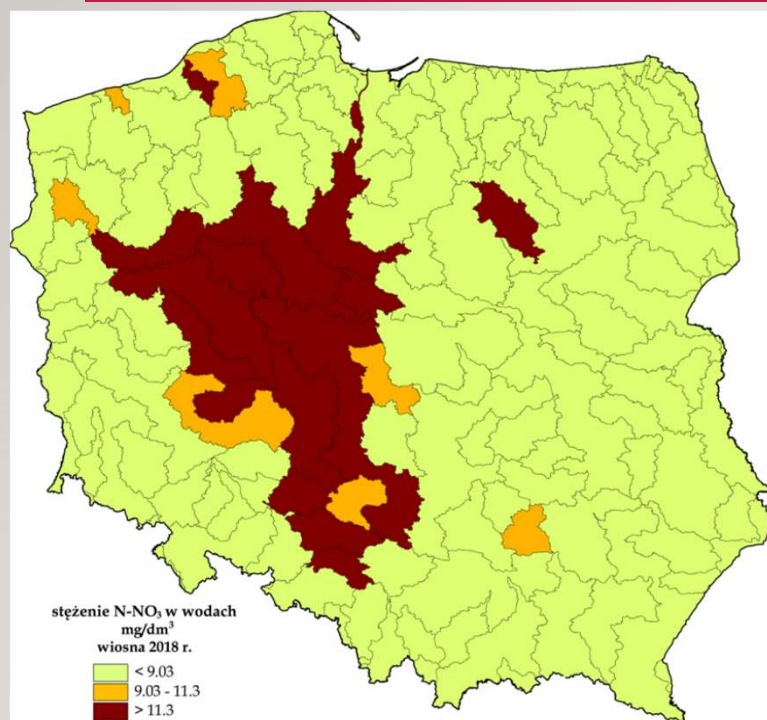 stężenie N-NO₃ w wodach
mg/dm³
wiosna 2018 r.
< 9.03
9.03 - 11.3
> 11.3